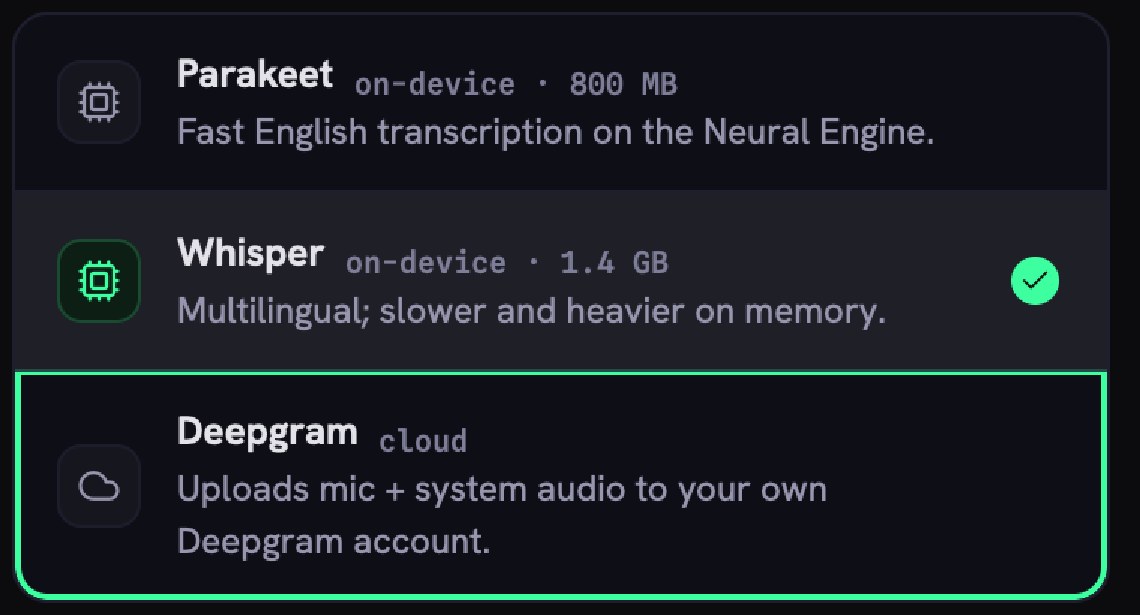 Parakeet on-device · 800 MB
Fast English transcription on the Neural Engine.
Whisper on-device · 1.4 GB
Multilingual; slower and heavier on memory.
Deepgram cloud
Uploads mic + system audio to your own
Deepgram account.